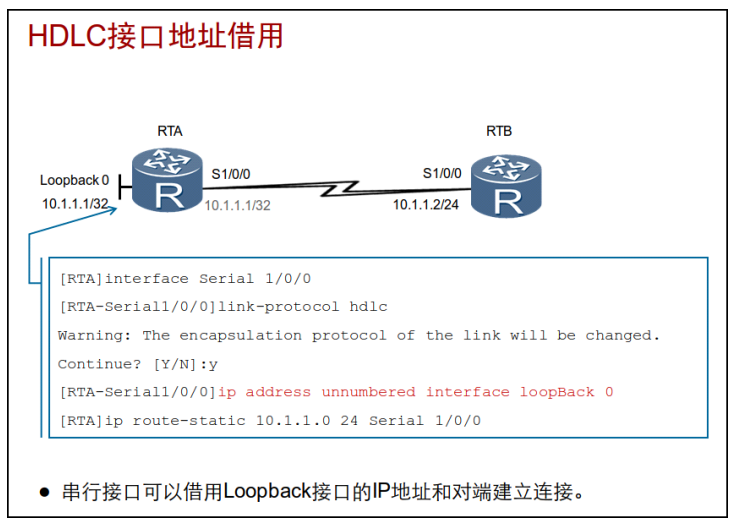 HDLC接口地址借用
RTA
RTB
Loopback 0
S1/0/0
S1/0/0
10.1.1.1/32
10.1.1.1/32
10.1.1.2/24
R
R
[RTA]interface Serial 1/0/0
[RTA-Serial1/0/0]link-protocol hdlc
Warning: The encapsulation protocol of the link will be changed.
Continue? [Y/N]:y
[RTA-Serial1/0/0]ip address unnumbered interface loopBack 0
[RTA]ip route-static 10.1.1.0 24 Serial 1/0/0
● 串行接口可以借用Loopback接口的IP地址和对端建立连接。